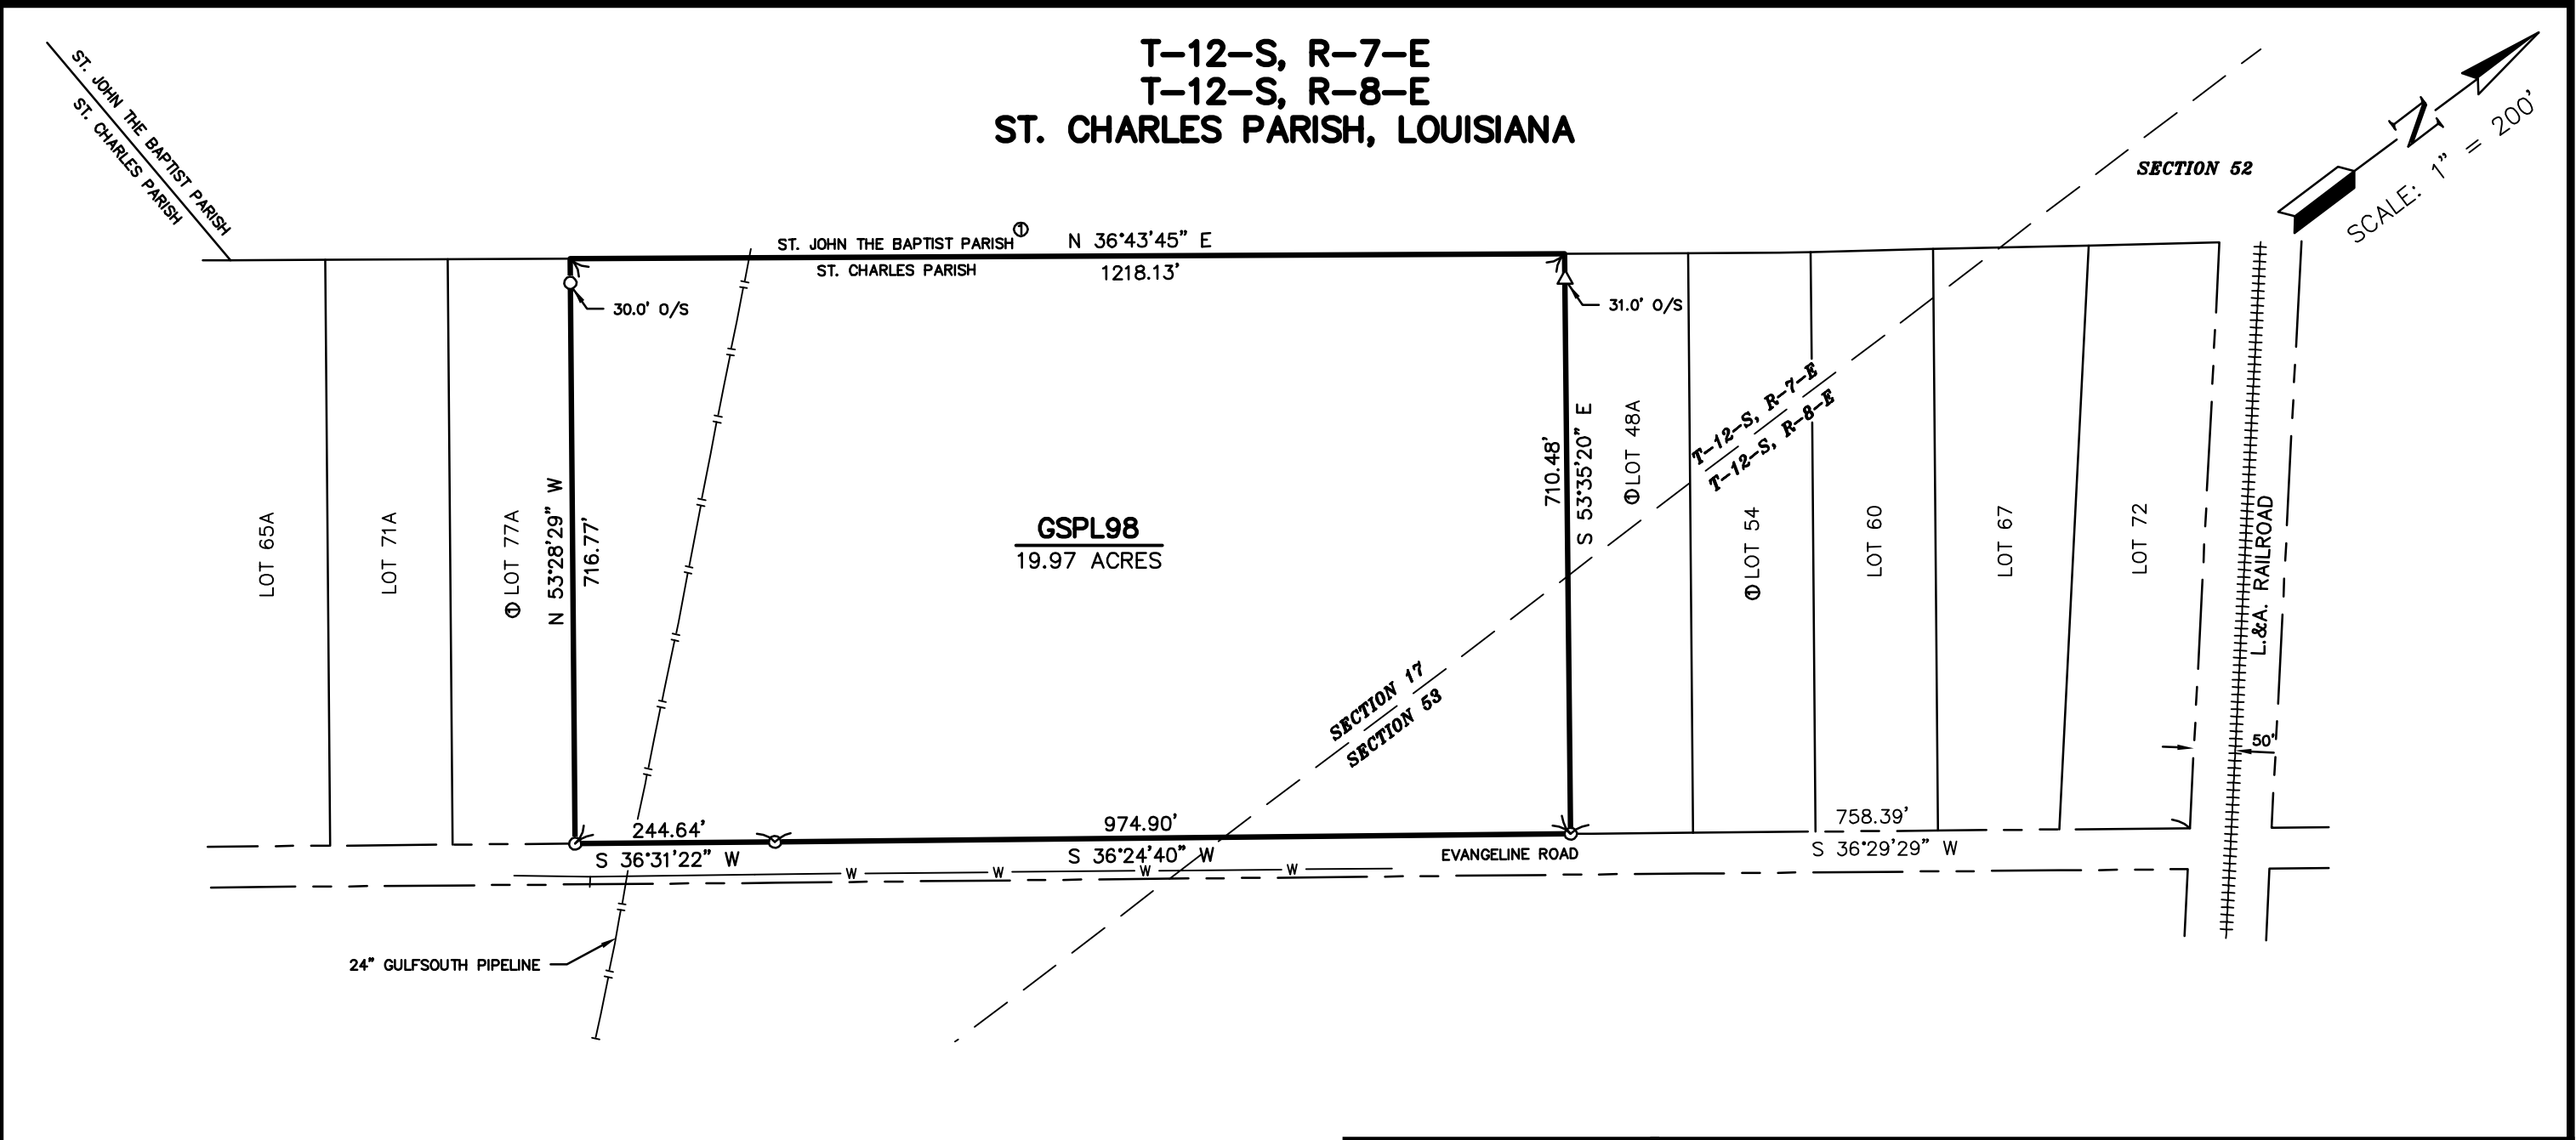 T-12-S, R-7-E
T-12-S, R-8-E
ST. CHARLES PARISH, LOUISIANA
ST. JOHN THE BAPTIST PARISH
ST. CHARLES PARISH
N
SCALE: 1" = 200'
SECTION 52
ST. JOHN THE BAPTIST PARISH ①
N 36°43'45" E
ST. CHARLES PARISH
1218.13'
30.0' O/S
31.0' O/S
LOT 65A
LOT 71A
① LOT 77A
N 53°28'29" W
716.77'
GSPL98
19.97 ACRES
710.48'
S 53°35'20" E
① LOT 48A
T-12-S, R-7-E
T-12-S, R-8-E
① LOT 54
LOT 60
LOT 67
LOT 72
L.&A. RAILROAD
SECTION 17
SECTION 53
50'
244.64'
S 36°31'22" W
974.90'
S 36°24'40" W
EVANGELINE ROAD
758.39'
S 36°29'29" W
W W W W
24" GULFSOUTH PIPELINE